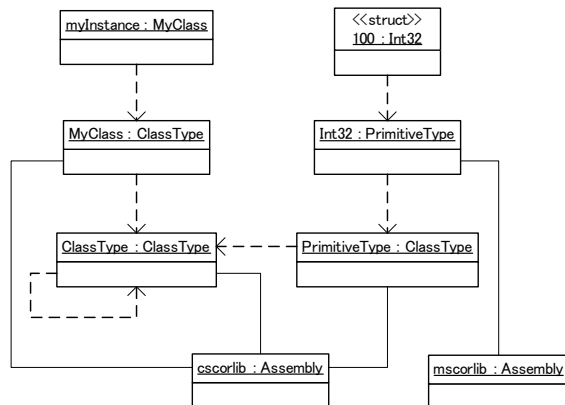 myInstance : MyClass
<<struct>>
100 : Int32
MyClass : ClassType
Int32 : PrimitiveType
ClassType : ClassType
PrimitiveType : ClassType
cscorlib : Assembly
mscorlib : Assembly